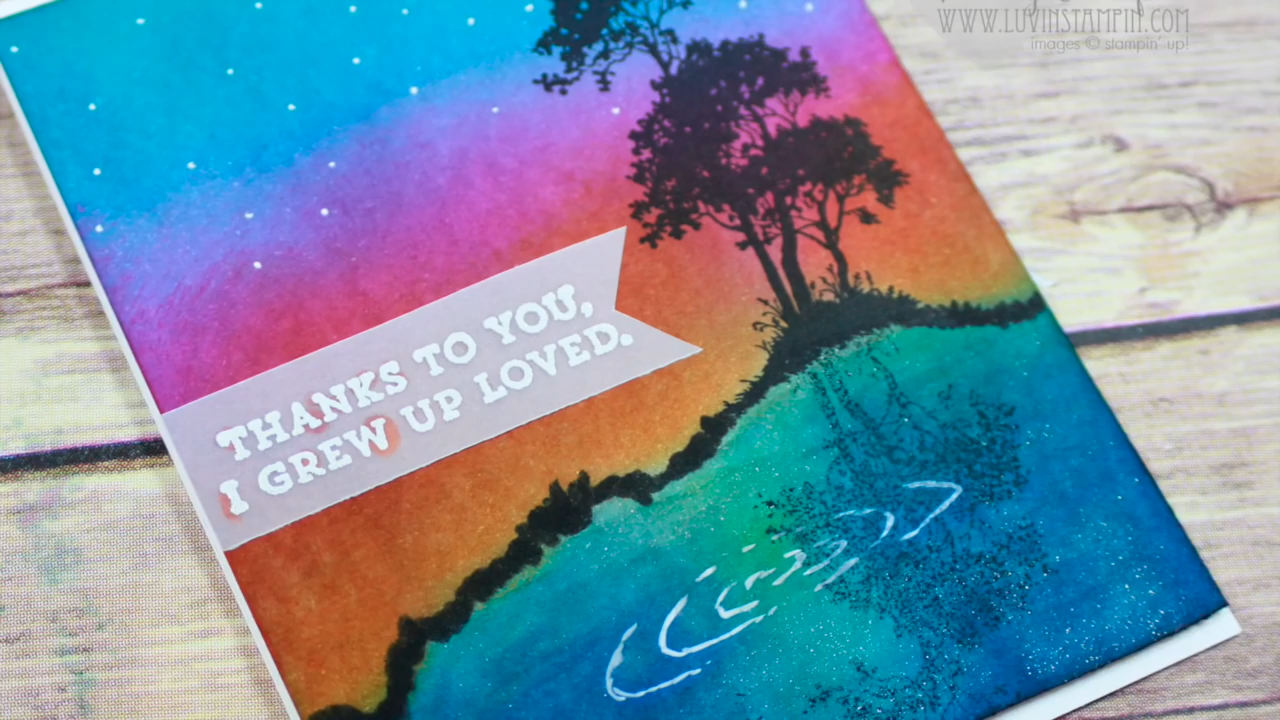 WWW.LUVINSTAMPIN.COM
images © stampin' up!
THANKS TO YOU,
I GREW UP LOVED.